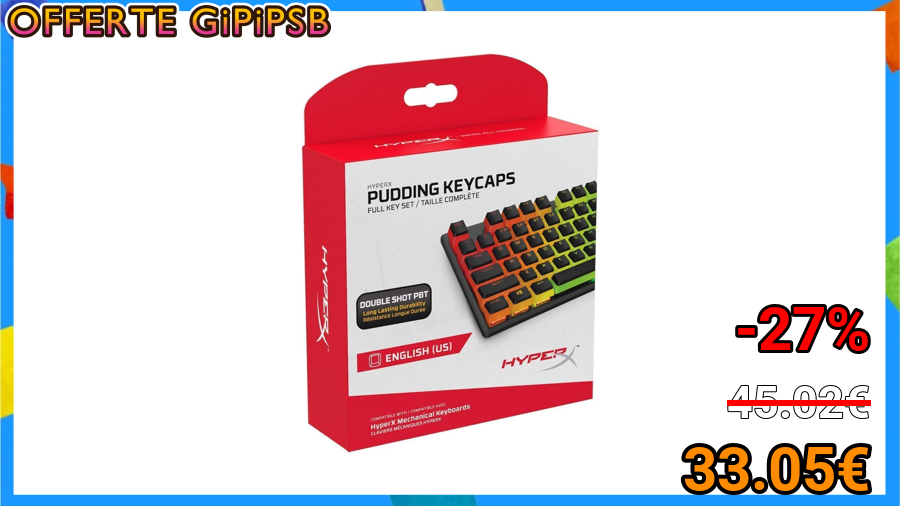 OFFERTE GiPiPSB
HYPERX
HYPERX
PUDDING KEYCAPS
FULL KEY SET / TAILLE COMPLÈTE
HYPERX
DOUBLE SHOT PBT
Long Lasting Durability
Résistance Longue Durée
ENGLISH (US)
HYPERX
COMPATIBLE WITH / COMPATIBLE AVEC
HyperX Mechanical Keyboards
CLAVIERS MÉCANIQUES HYPERX
-27%
45.02€
33.05€